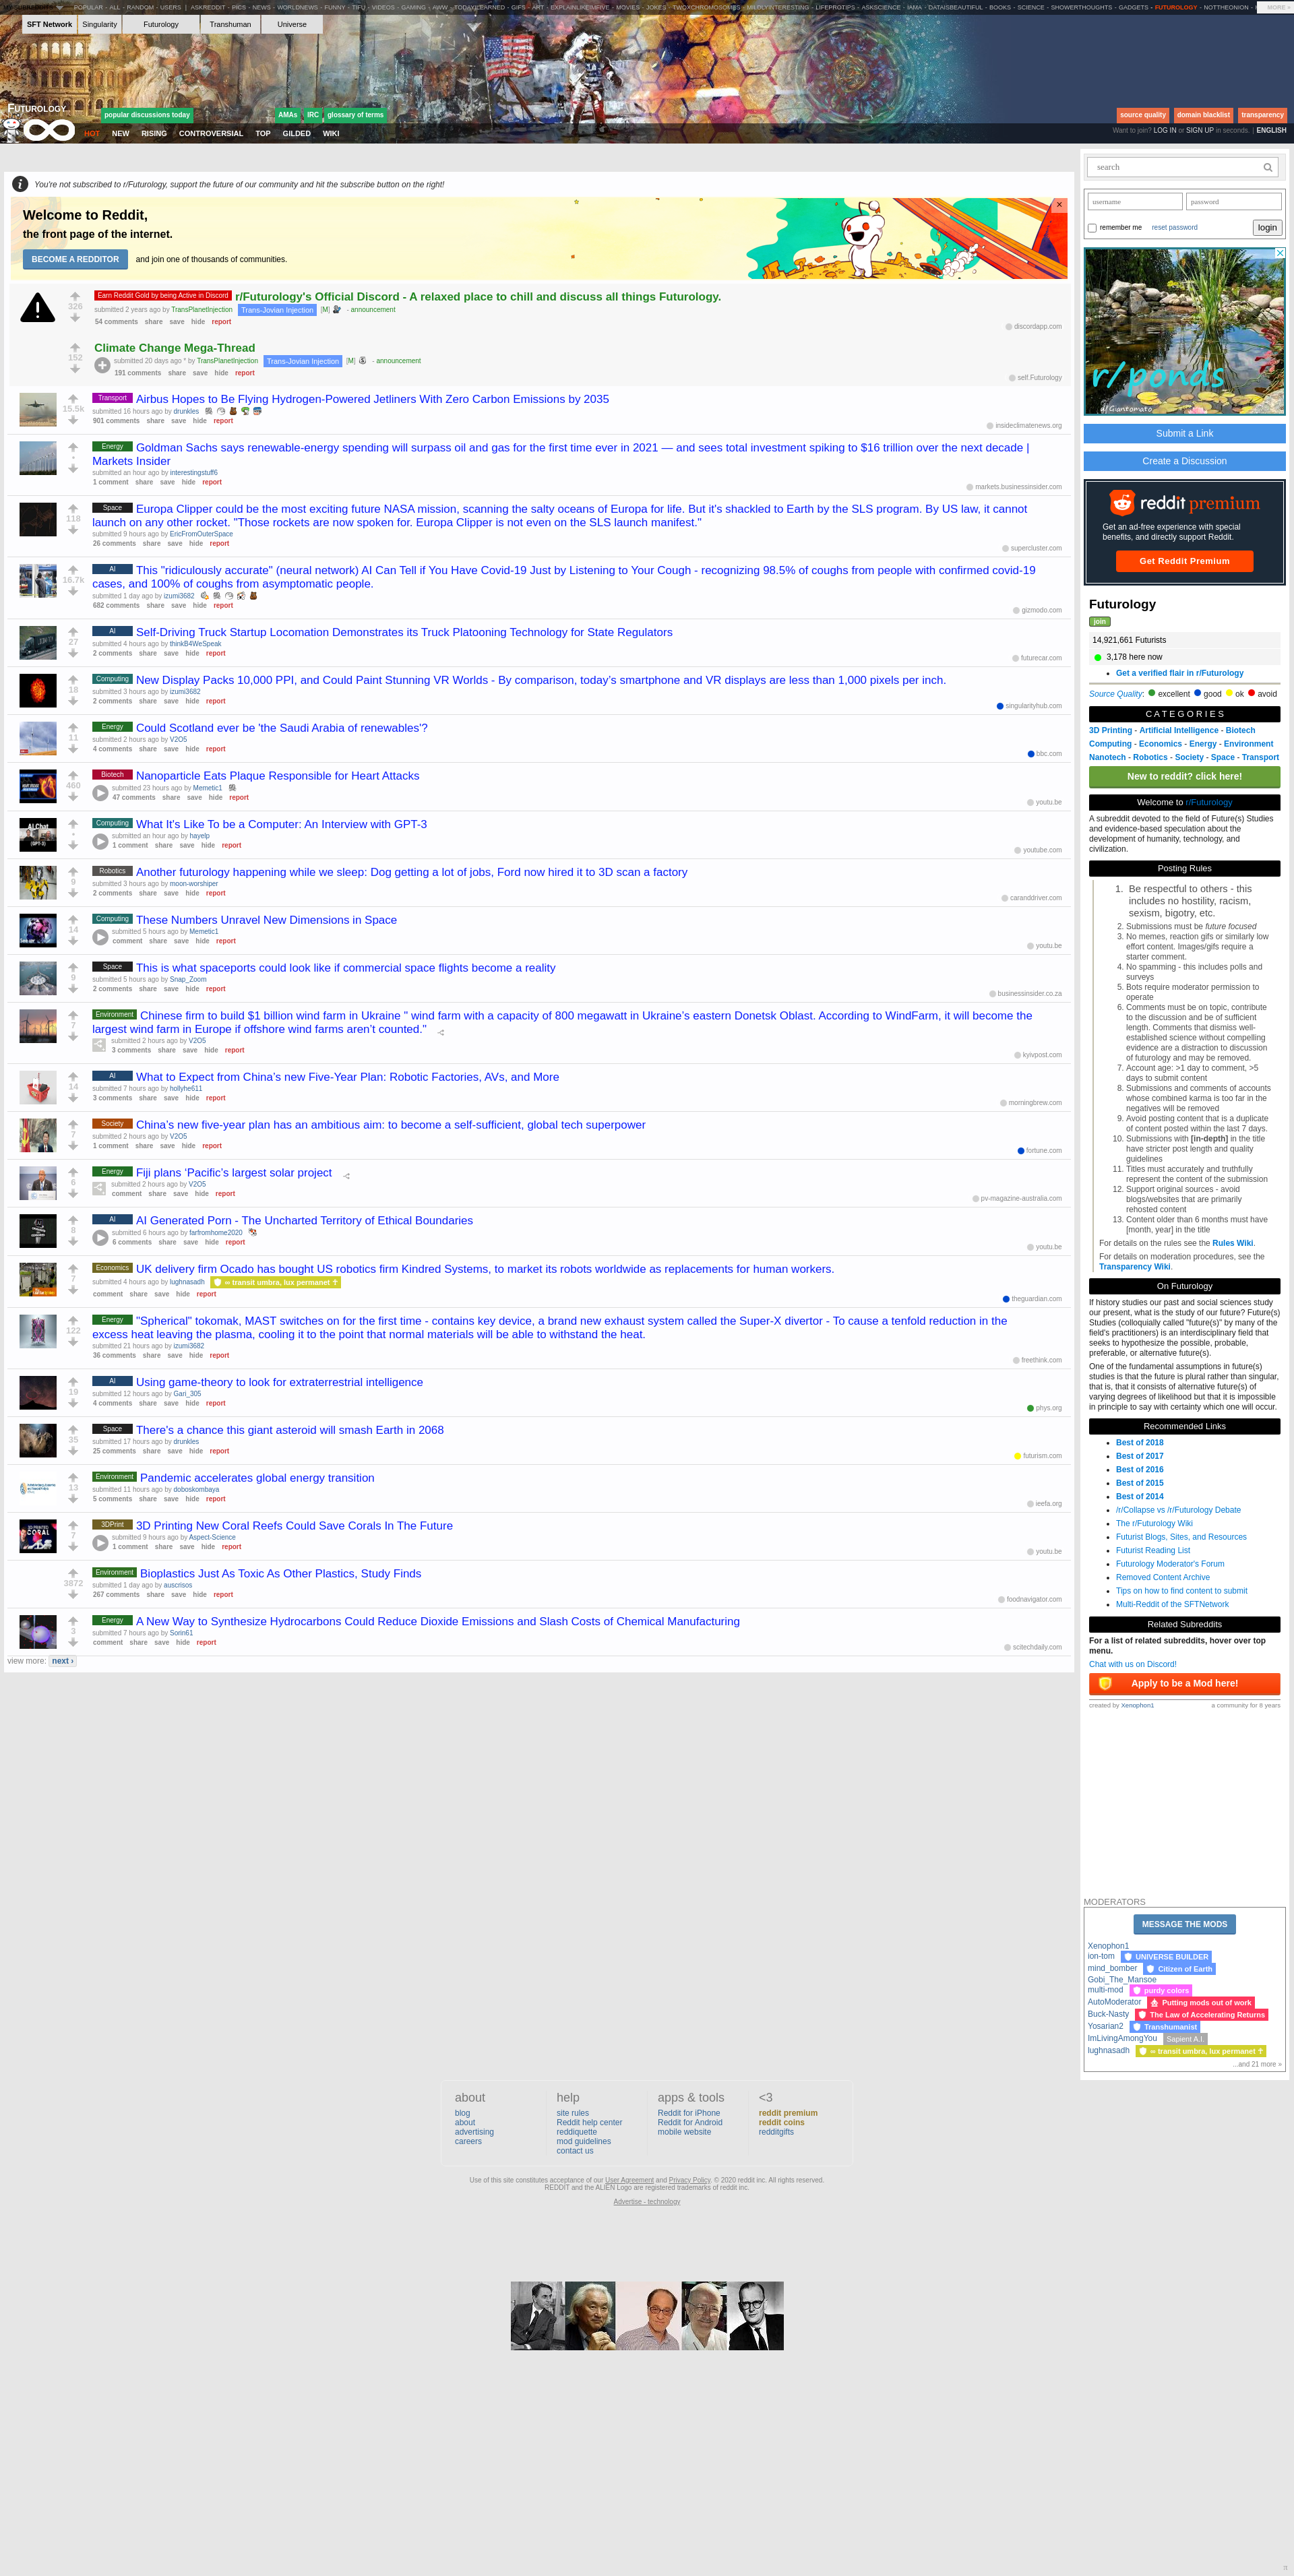 POPULAR - ALL - RANDOM - USERS | ASKREDDIT - PICS - NEWS - WORLDNEWS - FUNNY - TIFU - VIDEOS - GAMING - AWW - TODAYILEARNED - GIFS - ART - EXPLAINLIKEIMFIVE - MOVIES - JOKES - TWOXCHROMOSOMES - MILDLYINTERESTING - LIFEPROTIPS - ASKSCIENCE - IAMA - DATAISBEAUTIFUL - BOOKS - SCIENCE - SHOWERTHOUGHTS - GADGETS - FUTUROLOGY - NOTTHEONION - MORE »
SFT Network Singularity Futurology Transhuman Universe
FUTUROLOGY
popular discussions today AMAs IRC glossary of terms
source quality domain blacklist transparency
HOT NEW RISING CONTROVERSIAL TOP GILDED WIKI
Want to join? LOG IN or SIGN UP in seconds. | ENGLISH
You're not subscribed to r/Futurology, support the future of our community and hit the subscribe button on the right!
Welcome to Reddit,
the front page of the internet.
BECOME A REDDITOR and join one of thousands of communities.
×
326
Earn Reddit Gold by being Active in Discord r/Futurology's Official Discord - A relaxed place to chill and discuss all things Futurology.
submitted 2 years ago by TransPlanetInjection Trans-Jovian Injection [M] - announcement
54 comments share save hide report
discordapp.com
152
Climate Change Mega-Thread
submitted 20 days ago * by TransPlanetInjection Trans-Jovian Injection [M] - announcement
191 comments share save hide report
self.Futurology
15.5k
Transport Airbus Hopes to Be Flying Hydrogen-Powered Jetliners With Zero Carbon Emissions by 2035
submitted 16 hours ago by drunkles
901 comments share save hide report
insideclimatenews.org
•
Energy Goldman Sachs says renewable-energy spending will surpass oil and gas for the first time ever in 2021 — and sees total investment spiking to $16 trillion over the next decade |
Markets Insider
submitted an hour ago by interestingstuff6
1 comment share save hide report
markets.businessinsider.com
118
Space Europa Clipper could be the most exciting future NASA mission, scanning the salty oceans of Europa for life. But it's shackled to Earth by the SLS program. By US law, it cannot
launch on any other rocket. "Those rockets are now spoken for. Europa Clipper is not even on the SLS launch manifest."
submitted 9 hours ago by EricFromOuterSpace
26 comments share save hide report
supercluster.com
16.7k
AI This "ridiculously accurate" (neural network) AI Can Tell if You Have Covid-19 Just by Listening to Your Cough - recognizing 98.5% of coughs from people with confirmed covid-19
cases, and 100% of coughs from asymptomatic people.
submitted 1 day ago by izumi3682
682 comments share save hide report
gizmodo.com
27
AI Self-Driving Truck Startup Locomation Demonstrates its Truck Platooning Technology for State Regulators
submitted 4 hours ago by thinkB4WeSpeak
2 comments share save hide report
futurecar.com
18
Computing New Display Packs 10,000 PPI, and Could Paint Stunning VR Worlds - By comparison, today's smartphone and VR displays are less than 1,000 pixels per inch.
submitted 3 hours ago by izumi3682
2 comments share save hide report
singularityhub.com
11
Energy Could Scotland ever be 'the Saudi Arabia of renewables'?
submitted 2 hours ago by V2O5
4 comments share save hide report
bbc.com
460
Biotech Nanoparticle Eats Plaque Responsible for Heart Attacks
submitted 23 hours ago by Memetic1
47 comments share save hide report
youtu.be
•
AI Chat
(GPT-3)
Computing What It's Like To be a Computer: An Interview with GPT-3
submitted an hour ago by hayelp
1 comment share save hide report
youtube.com
9
Robotics Another futurology happening while we sleep: Dog getting a lot of jobs, Ford now hired it to 3D scan a factory
submitted 3 hours ago by moon-worshiper
2 comments share save hide report
caranddriver.com
14
Computing These Numbers Unravel New Dimensions in Space
submitted 5 hours ago by Memetic1
comment share save hide report
youtu.be
9
Space This is what spaceports could look like if commercial space flights become a reality
submitted 5 hours ago by Snap_Zoom
2 comments share save hide report
businessinsider.co.za
7
Environment Chinese firm to build $1 billion wind farm in Ukraine " wind farm with a capacity of 800 megawatt in Ukraine's eastern Donetsk Oblast. According to WindFarm, it will become the
largest wind farm in Europe if offshore wind farms aren't counted."
submitted 2 hours ago by V2O5
3 comments share save hide report
kyivpost.com
14
AI What to Expect from China's new Five-Year Plan: Robotic Factories, AVs, and More
submitted 7 hours ago by hollyhe611
3 comments share save hide report
morningbrew.com
7
Society China's new five-year plan has an ambitious aim: to become a self-sufficient, global tech superpower
submitted 2 hours ago by V2O5
1 comment share save hide report
fortune.com
6
Energy Fiji plans 'Pacific's largest solar project
submitted 2 hours ago by V2O5
comment share save hide report
pv-magazine-australia.com
8
AI AI Generated Porn - The Uncharted Territory of Ethical Boundaries
submitted 6 hours ago by farfromhome2020
6 comments share save hide report
youtu.be
7
Economics UK delivery firm Ocado has bought US robotics firm Kindred Systems, to market its robots worldwide as replacements for human workers.
submitted 4 hours ago by lughnasadh ∞ transit umbra, lux permanet ☥
comment share save hide report
theguardian.com
122
Energy "Spherical" tokomak, MAST switches on for the first time - contains key device, a brand new exhaust system called the Super-X divertor - To cause a tenfold reduction in the
excess heat leaving the plasma, cooling it to the point that normal materials will be able to withstand the heat.
submitted 21 hours ago by izumi3682
36 comments share save hide report
freethink.com
19
AI Using game-theory to look for extraterrestrial intelligence
submitted 12 hours ago by Gari_305
4 comments share save hide report
phys.org
35
Space There's a chance this giant asteroid will smash Earth in 2068
submitted 17 hours ago by drunkles
25 comments share save hide report
futurism.com
13
Environment Pandemic accelerates global energy transition
submitted 11 hours ago by doboskombaya
5 comments share save hide report
ieefa.org
7
CORAL
3DPrint 3D Printing New Coral Reefs Could Save Corals In The Future
submitted 9 hours ago by Aspect-Science
1 comment share save hide report
youtu.be
3872
Environment Bioplastics Just As Toxic As Other Plastics, Study Finds
submitted 1 day ago by auscrisos
267 comments share save hide report
foodnavigator.com
3
Energy A New Way to Synthesize Hydrocarbons Could Reduce Dioxide Emissions and Slash Costs of Chemical Manufacturing
submitted 7 hours ago by Sorin61
comment share save hide report
scitechdaily.com
view more: next ›
search
username password
remember me reset password login
r/ponds
u/Giantomato
Submit a Link
Create a Discussion
reddit premium
Get an ad-free experience with special
benefits, and directly support Reddit.
Get Reddit Premium
Futurology
join
14,921,661 Futurists
3,178 here now
Get a verified flair in r/Futurology
Source Quality: excellent good ok avoid
CATEGORIES
3D Printing - Artificial Intelligence - Biotech
Computing - Economics - Energy - Environment
Nanotech - Robotics - Society - Space - Transport
New to reddit? click here!
Welcome to r/Futurology
A subreddit devoted to the field of Future(s) Studies
and evidence-based speculation about the
development of humanity, technology, and
civilization.
Posting Rules
1. Be respectful to others - this
includes no hostility, racism,
sexism, bigotry, etc.
2. Submissions must be future focused
3. No memes, reaction gifs or similarly low
effort content. Images/gifs require a
starter comment.
4. No spamming - this includes polls and
surveys
5. Bots require moderator permission to
operate
6. Comments must be on topic, contribute
to the discussion and be of sufficient
length. Comments that dismiss well-
established science without compelling
evidence are a distraction to discussion
of futurology and may be removed.
7. Account age: >1 day to comment, >5
days to submit content
8. Submissions and comments of accounts
whose combined karma is too far in the
negatives will be removed
9. Avoid posting content that is a duplicate
of content posted within the last 7 days.
10. Submissions with [in-depth] in the title
have stricter post length and quality
guidelines
11. Titles must accurately and truthfully
represent the content of the submission
12. Support original sources - avoid
blogs/websites that are primarily
rehosted content
13. Content older than 6 months must have
[month, year] in the title
For details on the rules see the Rules Wiki.
For details on moderation procedures, see the
Transparency Wiki.
On Futurology
If history studies our past and social sciences study
our present, what is the study of our future? Future(s)
Studies (colloquially called "future(s)" by many of the
field's practitioners) is an interdisciplinary field that
seeks to hypothesize the possible, probable,
preferable, or alternative future(s).
One of the fundamental assumptions in future(s)
studies is that the future is plural rather than singular,
that is, that it consists of alternative future(s) of
varying degrees of likelihood but that it is impossible
in principle to say with certainty which one will occur.
Recommended Links
Best of 2018
Best of 2017
Best of 2016
Best of 2015
Best of 2014
/r/Collapse vs /r/Futurology Debate
The r/Futurology Wiki
Futurist Blogs, Sites, and Resources
Futurist Reading List
Futurology Moderator's Forum
Removed Content Archive
Tips on how to find content to submit
Multi-Reddit of the SFTNetwork
Related Subreddits
For a list of related subreddits, hover over top
menu.
Chat with us on Discord!
Apply to be a Mod here!
created by Xenophon1 a community for 8 years
MODERATORS
MESSAGE THE MODS
Xenophon1
ion-tom UNIVERSE BUILDER
mind_bomber Citizen of Earth
Gobi_The_Mansoe
multi-mod purdy colors
AutoModerator Putting mods out of work
Buck-Nasty The Law of Accelerating Returns
Yosarian2 Transhumanist
ImLivingAmongYou Sapient A.I.
lughnasadh ∞ transit umbra, lux permanet ☥
...and 21 more »
about help apps & tools <3
blog site rules Reddit for iPhone reddit premium
about Reddit help center Reddit for Android reddit coins
advertising reddiquette mobile website redditgifts
careers mod guidelines
contact us
Use of this site constitutes acceptance of our User Agreement and Privacy Policy. © 2020 reddit inc. All rights reserved.
REDDIT and the ALIEN Logo are registered trademarks of reddit inc.
Advertise - technology
π